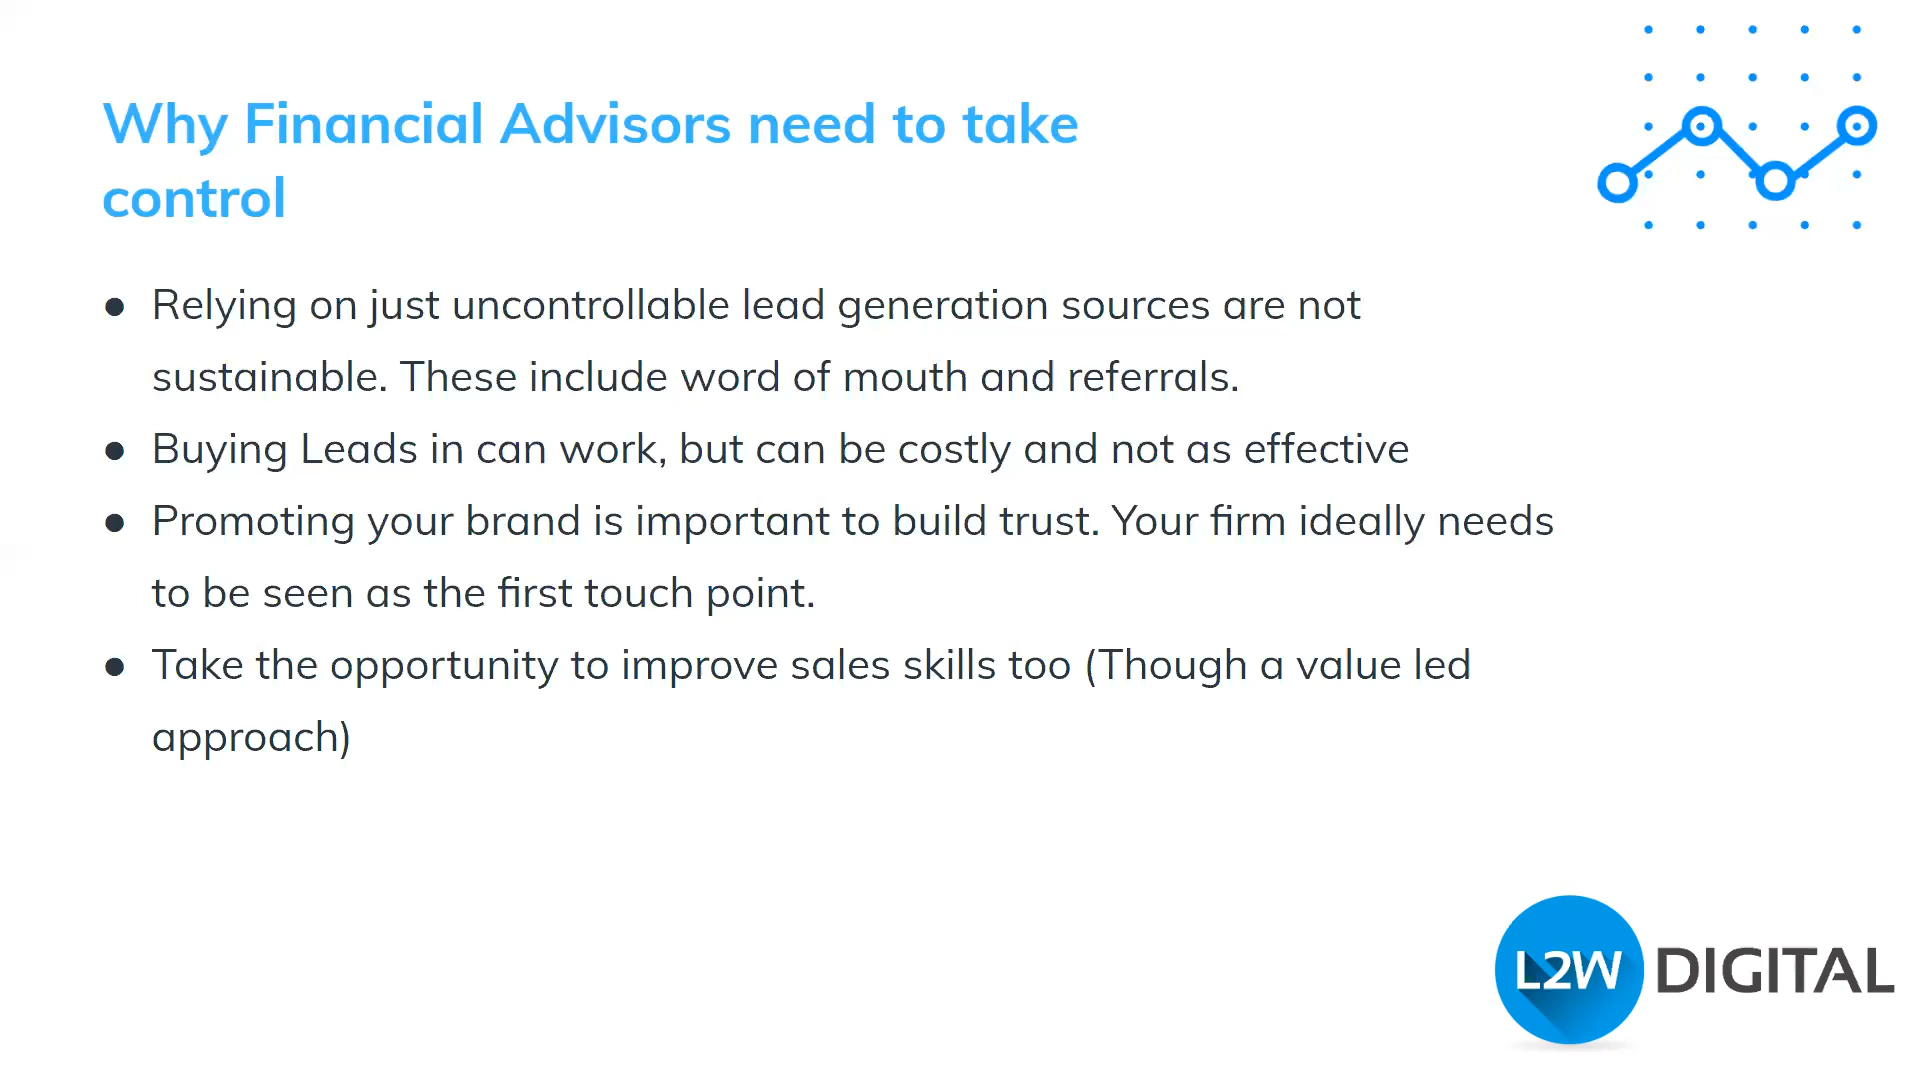 Why Financial Advisors need to take
control
● Relying on just uncontrollable lead generation sources are not
sustainable. These include word of mouth and referrals.
● Buying Leads in can work, but can be costly and not as effective
● Promoting your brand is important to build trust. Your firm ideally needs
to be seen as the first touch point.
● Take the opportunity to improve sales skills too (Though a value led
approach)
L2W DIGITAL